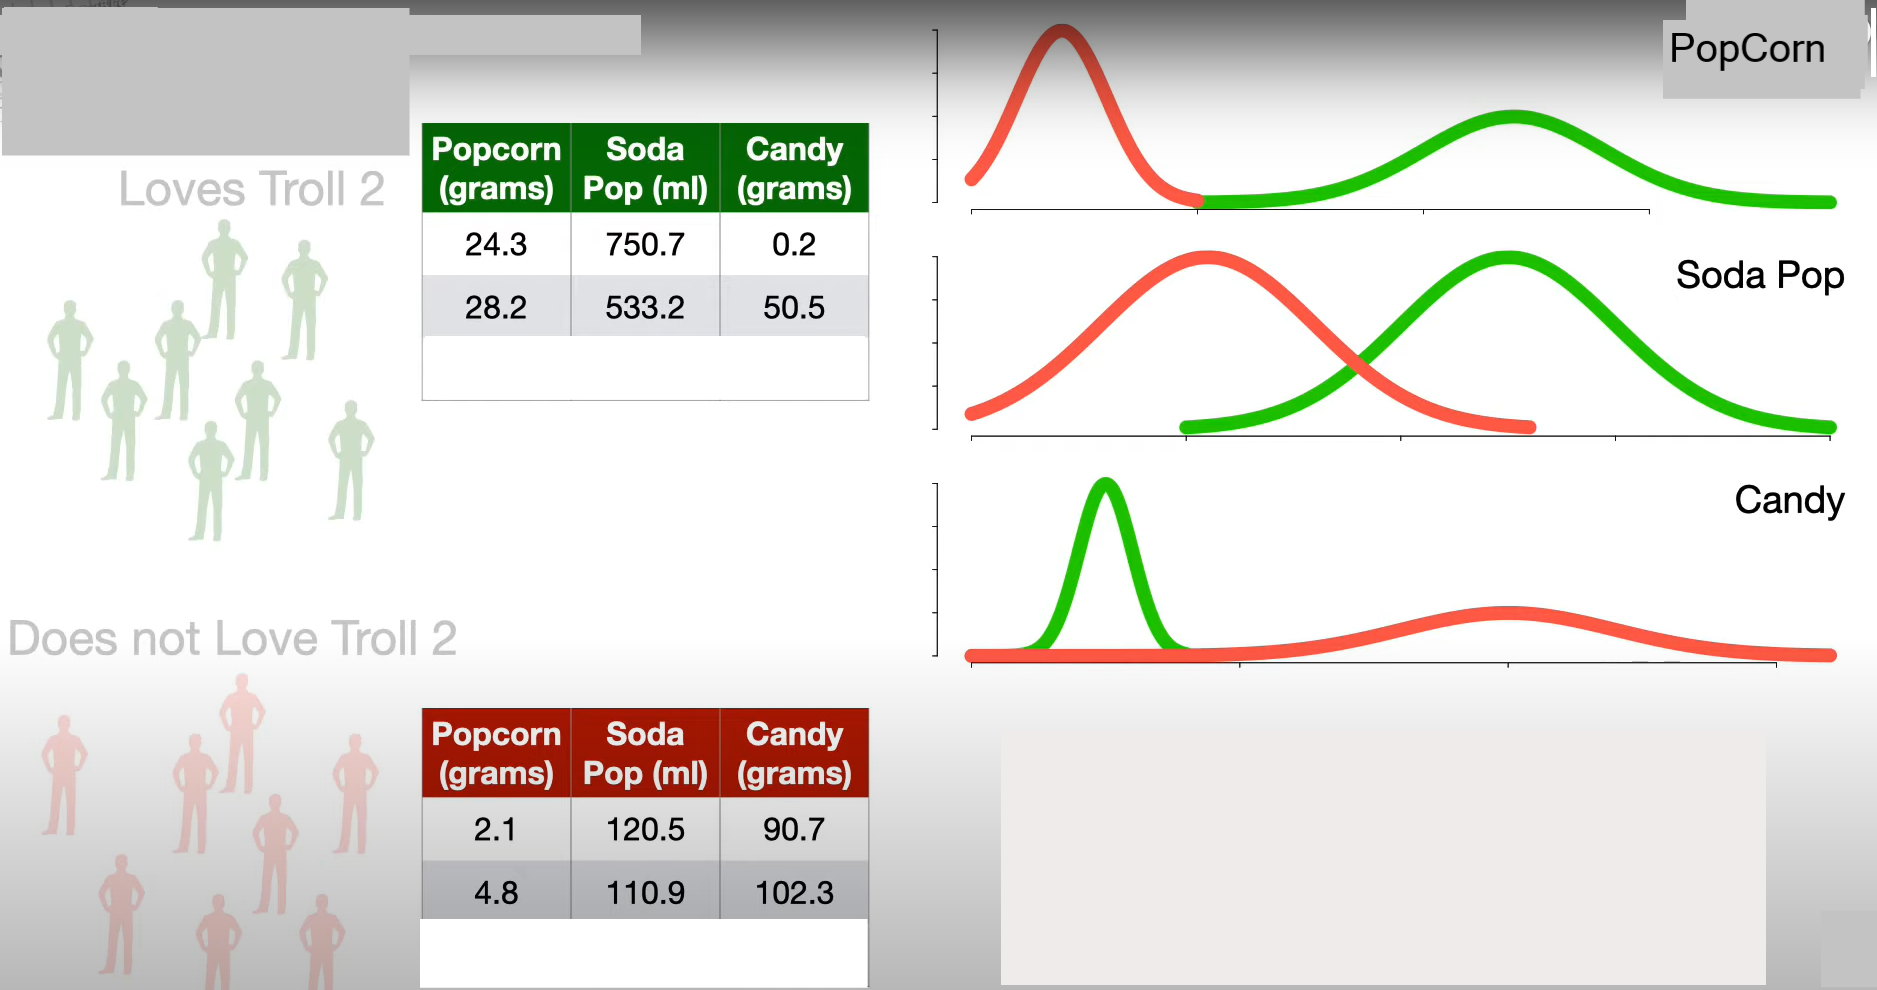 PopCorn
Loves Troll 2
Popcorn (grams) Soda Pop (ml) Candy (grams)
24.3 750.7 0.2
28.2 533.2 50.5
Soda Pop
Candy
Does not Love Troll 2
Popcorn (grams) Soda Pop (ml) Candy (grams)
2.1 120.5 90.7
4.8 110.9 102.3